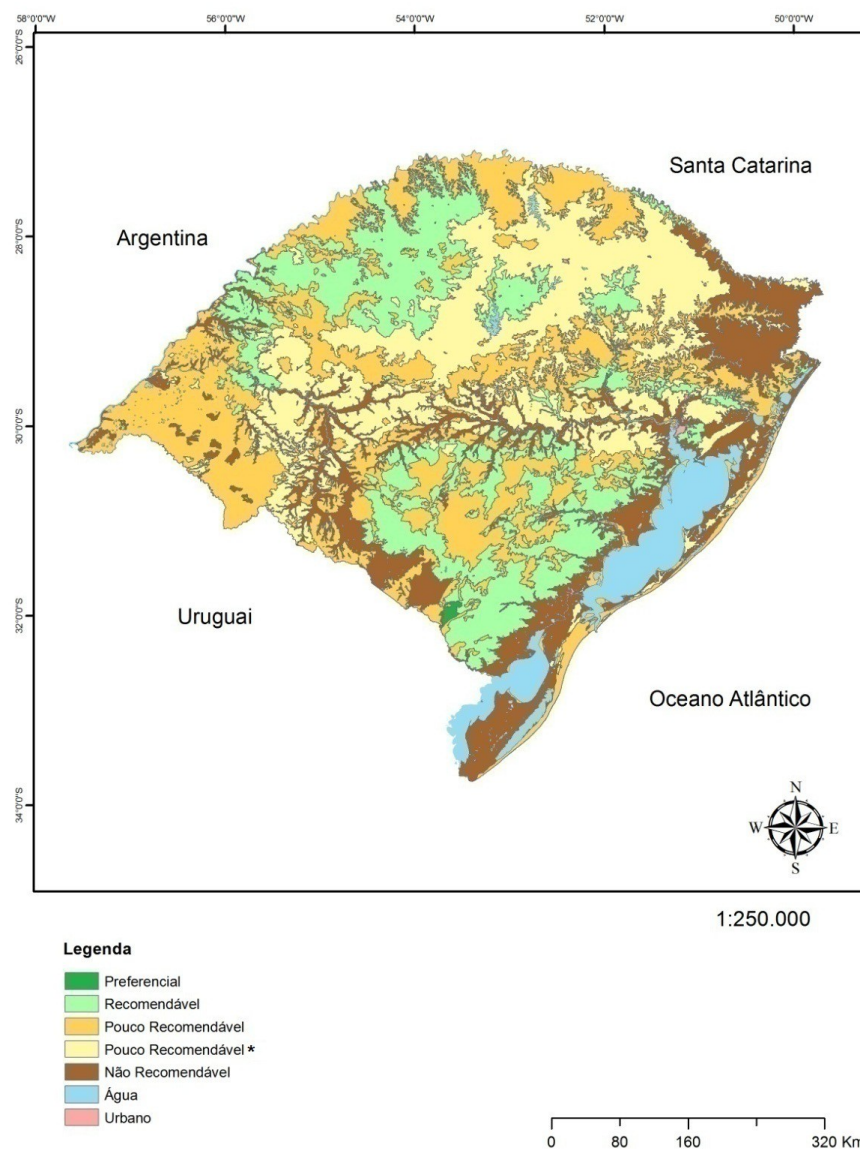 58°0'0"W
56°0'0"W
54°0'0"W
52°0'0"W
50°0'0"W
26°0'0"S
28°0'0"S
30°0'0"S
32°0'0"S
34°0'0"S
Santa Catarina
Argentina
Uruguai
Oceano Atlântico
N
W
E
S
1:250.000
Legenda
Preferencial
Recomendável
Pouco Recomendável
Pouco Recomendável *
Não Recomendável
Água
Urbano
0 80 160 320 Km